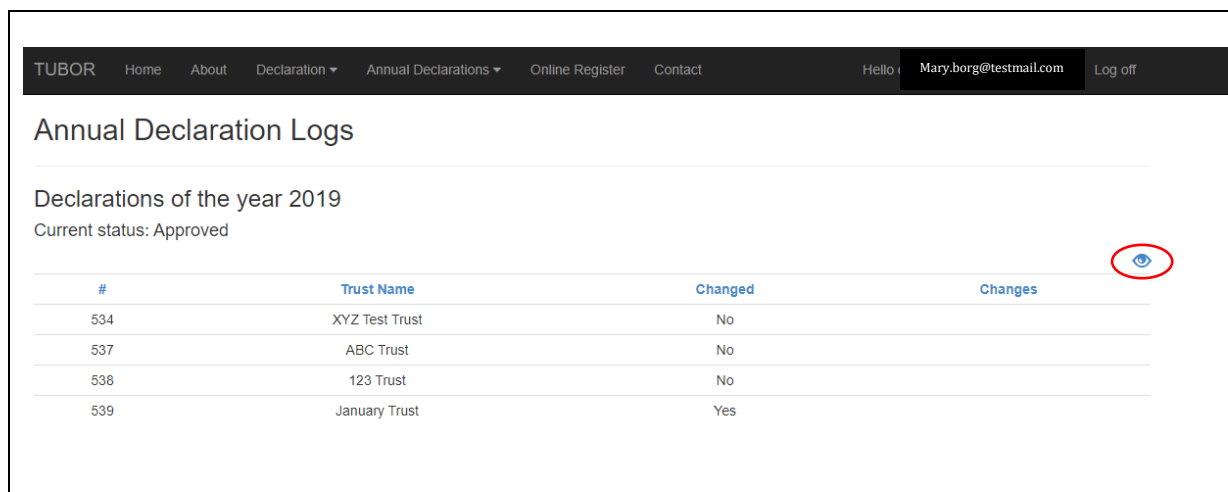 TUBOR Home About Declaration Annual Declarations Online Register Contact Hello Mary.borg@testmail.com Log off
Annual Declaration Logs
Declarations of the year 2019
Current status: Approved
# Trust Name Changed Changes
534 XYZ Test Trust No
537 ABC Trust No
538 123 Trust No
539 January Trust Yes